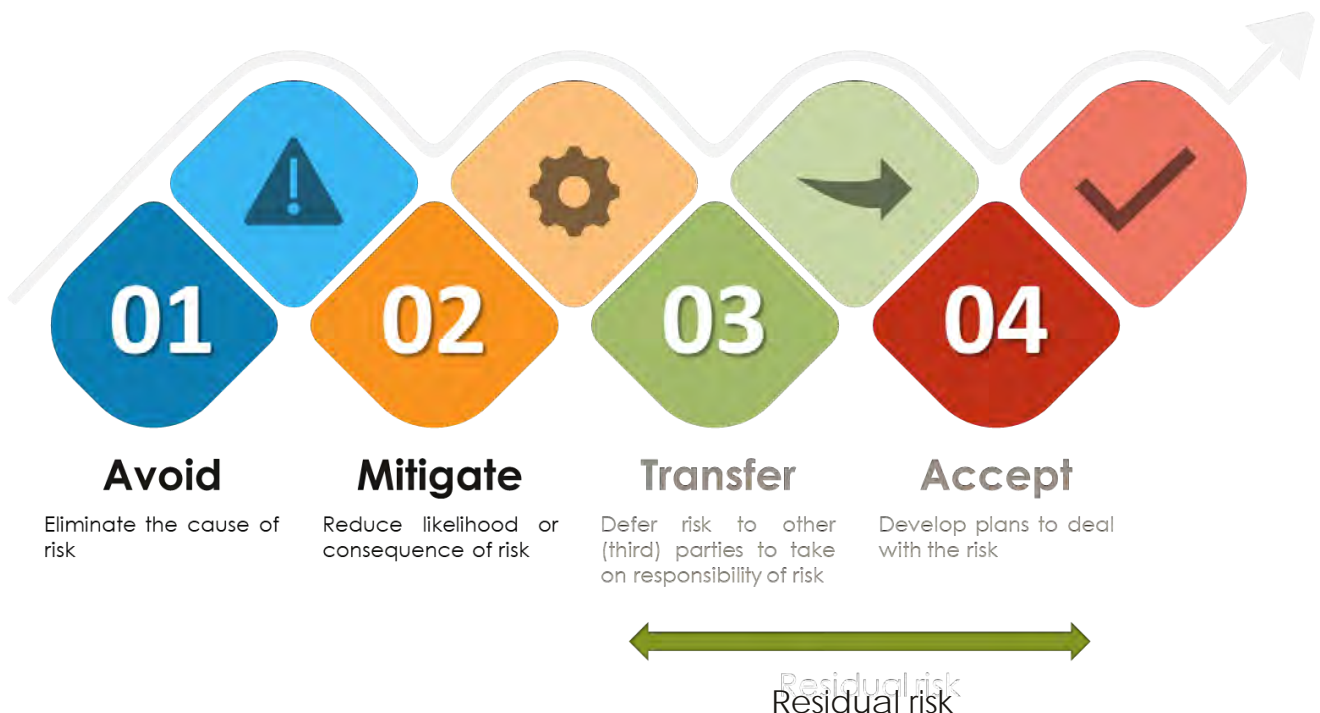 01
02
03
04
Avoid
Eliminate the cause of
risk
Mitigate
Reduce likelihood or
consequence of risk
Transfer
Defer risk to other
(third) parties to take
on responsibility of risk
Accept
Develop plans to deal
with the risk
Residual risk
Residual risk